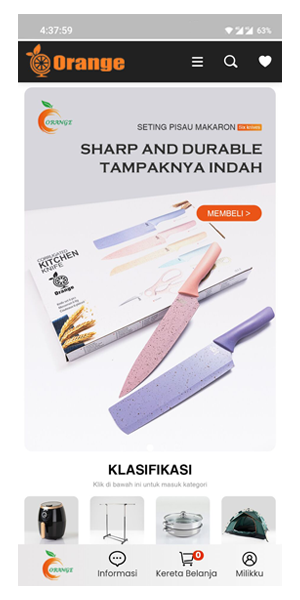 4:37:59
63%
Orange
ORANGE
SETING PISAU MAKARON
SHARP AND DURABLE
TAMPAKNYA INDAH
MEMBELI >
KITCHEN
KNIFE
Orange
KLASIFIKASI
Klik di bawah ini untuk masuk kategori
0
ORANGE
Informasi
Kereta Belanja
Milikku